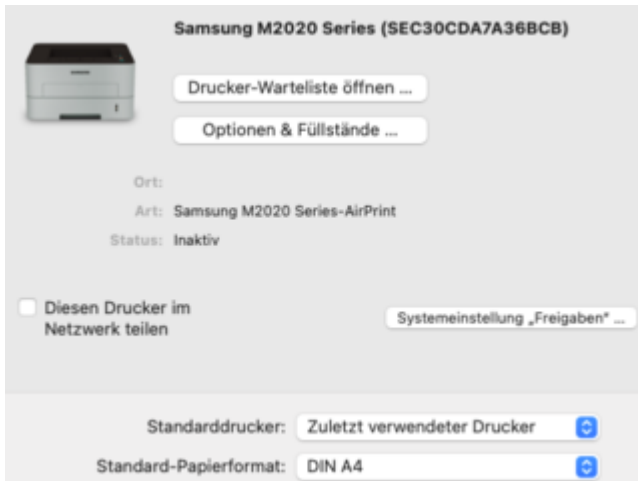 Samsung M2020 Series (SEC30CDA7A36BCB)
Drucker-Warteliste öffnen ...
Optionen & Füllstände ...
Ort:
Art: Samsung M2020 Series-AirPrint
Status: Inaktiv
Diesen Drucker im
Netzwerk teilen
Systemeinstellung „Freigaben“ ...
Standarddrucker: Zuletzt verwendeter Drucker
Standard-Papierformat: DIN A4